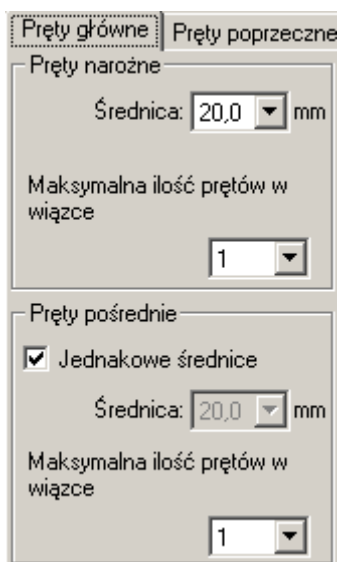 Pręty główne Pręty poprzeczne
Pręty narożne
Średnica: 20,0 mm
Maksymalna ilość prętów w
wiązce
1
Pręty pośrednie
Jednakowe średnice
Średnica: 20,0 mm
Maksymalna ilość prętów w
wiązce
1